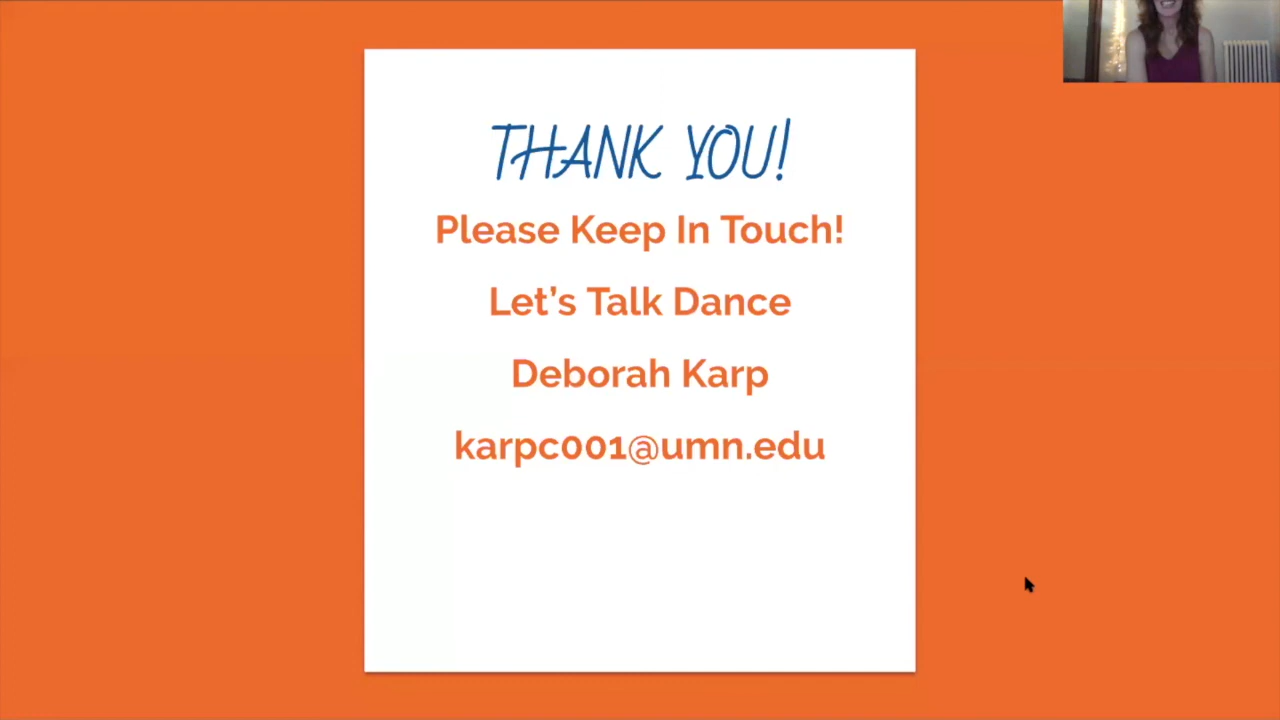 THANK YOU!
Please Keep In Touch!
Let’s Talk Dance
Deborah Karp
karpc001@umn.edu